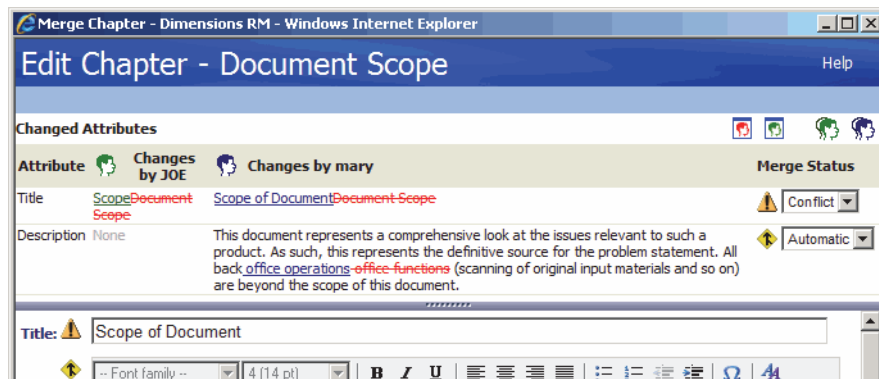 Merge Chapter - Dimensions RM - Windows Internet Explorer
Edit Chapter - Document Scope
Help
Changed Attributes
Attribute Changes by JOE Changes by mary Merge Status
Title ScopeDocument Scope Scope of DocumentDocument Scope Conflict
Description None This document represents a comprehensive look at the issues relevant to such a
product. As such, this represents the definitive source for the problem statement. All
back office operations office functions (scanning of original input materials and so on)
are beyond the scope of this document.
Automatic
Title: Scope of Document
-- Font family -- 4 (14 pt) B I U Ω AA